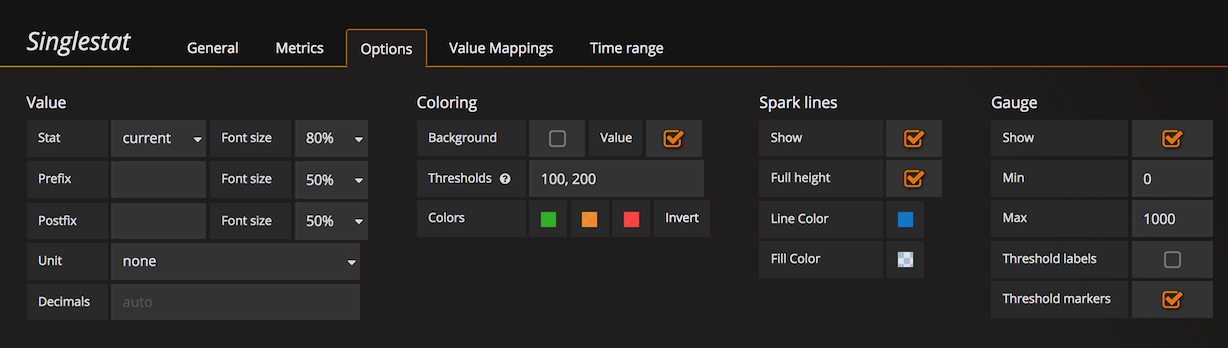 Singlestat General Metrics Options Value Mappings Time range
Value
Stat current Font size 80%
Prefix Font size 50%
Postfix Font size 50%
Unit none
Decimals auto
Coloring
Background Value
Thresholds ? 100, 200
Colors Invert
Spark lines
Show
Full height
Line Color
Fill Color
Gauge
Show
Min 0
Max 1000
Threshold labels
Threshold markers